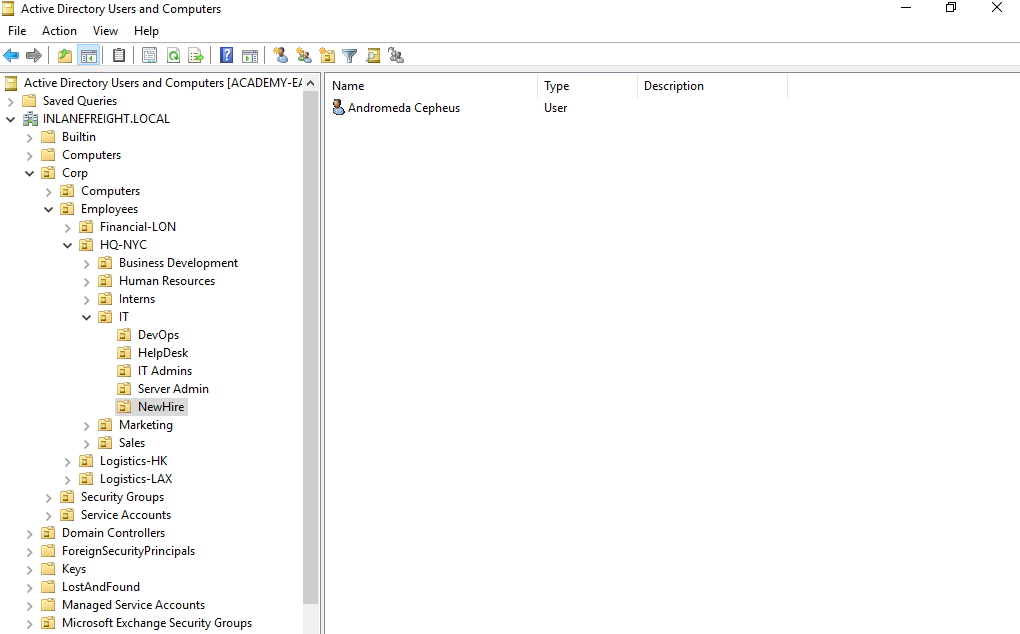 Active Directory Users and Computers
File Action View Help
Active Directory Users and Computers [ACADEMY-EA
Saved Queries
INLANEFREIGHT.LOCAL
Builtin
Computers
Corp
Computers
Employees
Financial-LON
HQ-NYC
Business Development
Human Resources
Interns
IT
DevOps
HelpDesk
IT Admins
Server Admin
NewHire
Marketing
Sales
Logistics-HK
Logistics-LAX
Security Groups
Service Accounts
Domain Controllers
ForeignSecurityPrincipals
Keys
LostAndFound
Managed Service Accounts
Microsoft Exchange Security Groups
Name Type Description
Andromeda Cepheus User